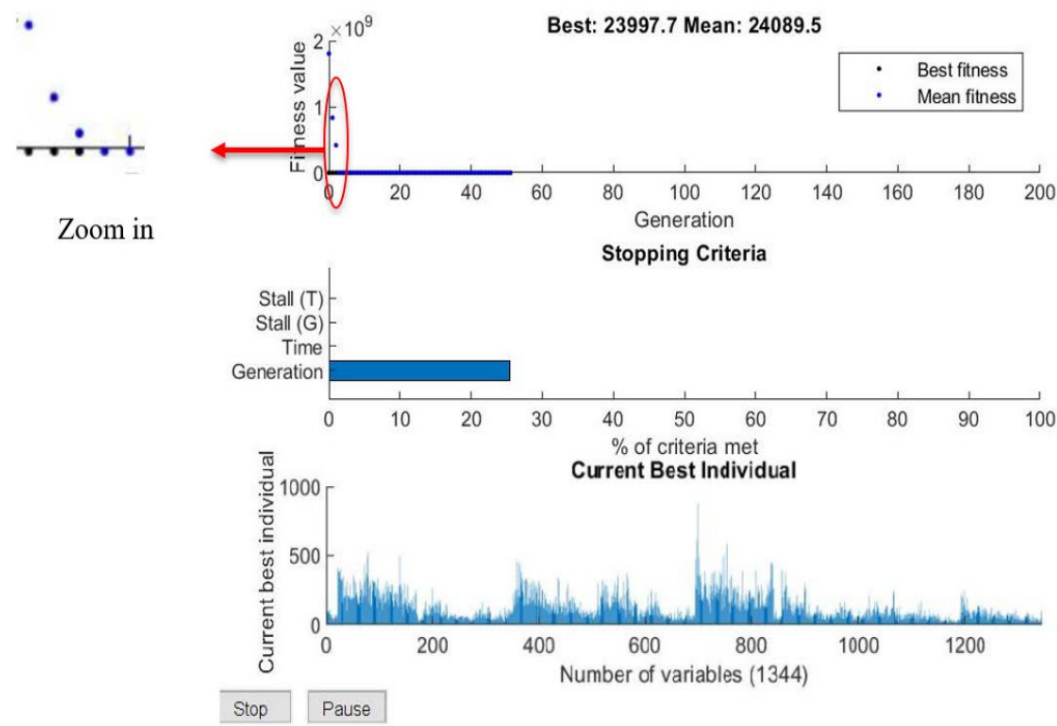 Zoom in
Best: 23997.7 Mean: 24089.5
×10^9
Fitness value
2
1
0
Best fitness
Mean fitness
0 20 40 60 80 100 120 140 160 180 200
Generation
Stopping Criteria
Stall (T)
Stall (G)
Time
Generation
0 10 20 30 40 50 60 70 80 90 100
% of criteria met
Current Best Individual
Current best individual
1000
500
0
0 200 400 600 800 1000 1200
Number of variables (1344)
Stop Pause